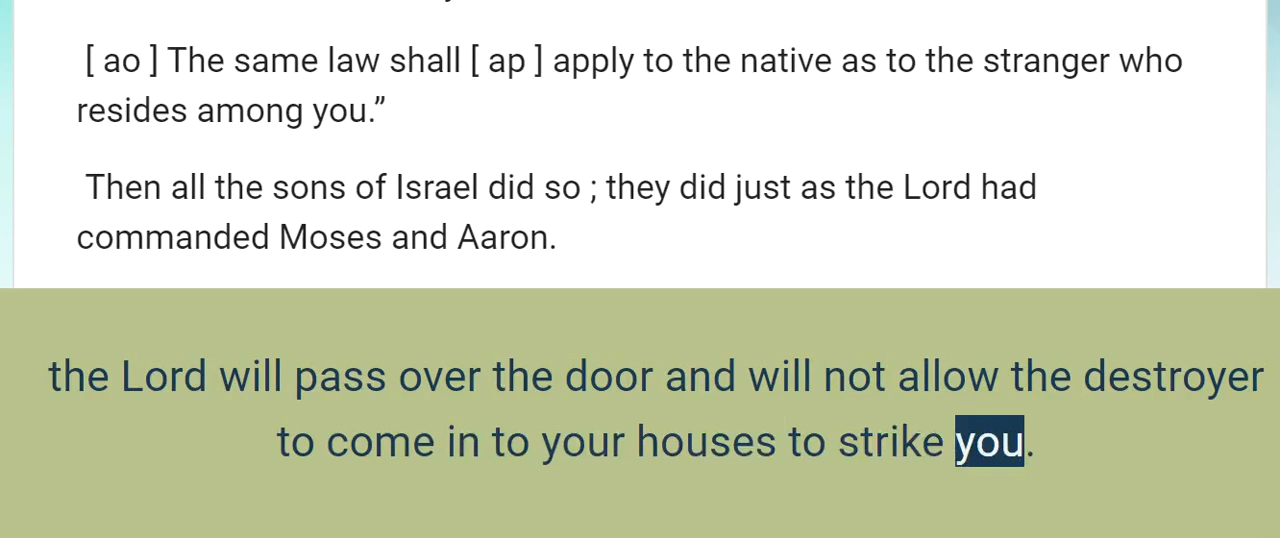 [ ao ] The same law shall [ ap ] apply to the native as to the stranger who
resides among you.”
Then all the sons of Israel did so ; they did just as the Lord had
commanded Moses and Aaron.
the Lord will pass over the door and will not allow the destroyer
to come in to your houses to strike you.